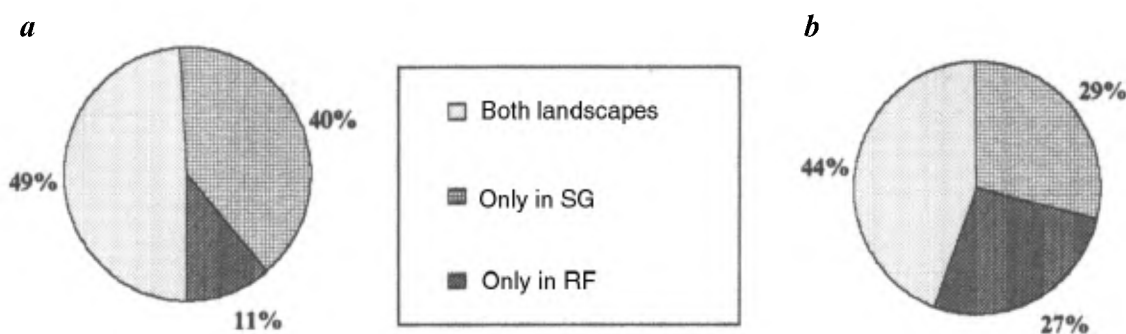 a
b
40%
49%
11%
Both landscapes
Only in SG
Only in RF
29%
44%
27%